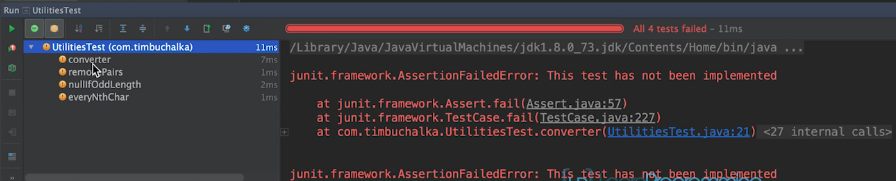 Run UtilitiesTest
All 4 tests failed – 11ms
UtilitiesTest (com.timbuchalka) 11ms
converter 7ms
1ms
nullIfOddLength 2ms
everyNthChar 1ms
/Library/Java/JavaVirtualMachines/jdk1.8.0_73.jdk/Contents/Home/bin/java ...
junit.framework.AssertionFailedError: This test has not been implemented
at junit.framework.Assert.fail(Assert.java:57)
at junit.framework.TestCase.fail(TestCase.java:227)
at com.timbuchalka.UtilitiesTest.converter(UtilitiesTest.java:21) <27 internal calls>
junit.framework.AssertionFailedError: This test has not been implemented